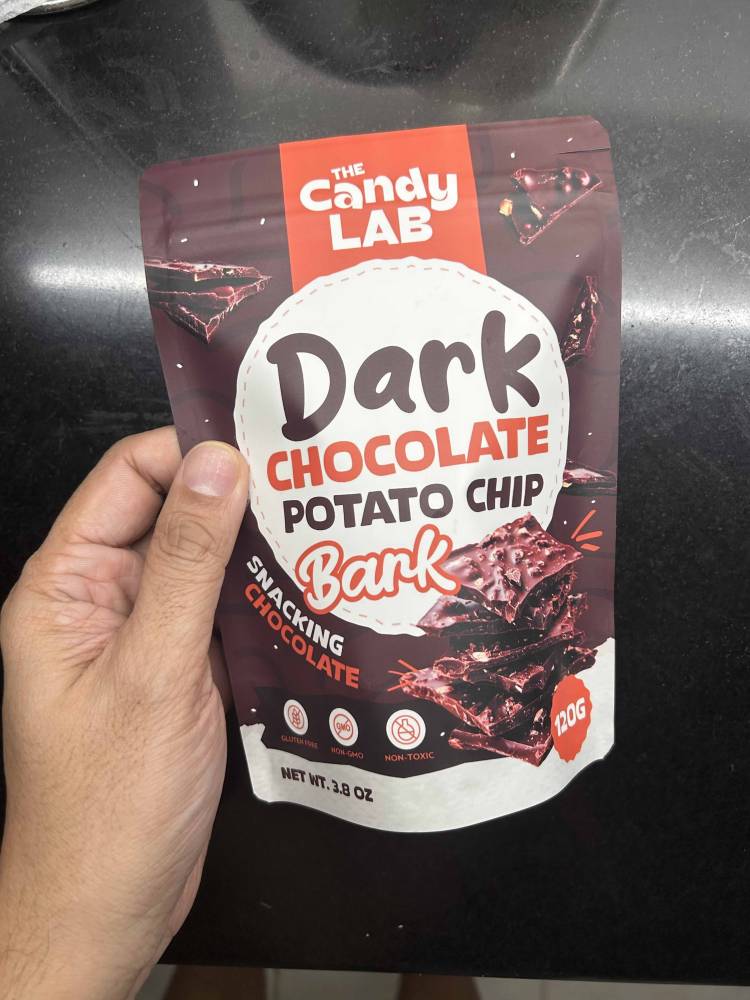 THE
Candy
LAB
Dark
CHOCOLATE
POTATO CHIP
Bark
SNACKING
CHOCOLATE
120G
GLUTEN FREE
GMO
NON-GMO
NON-TOXIC
NET WT. 3.8 OZ